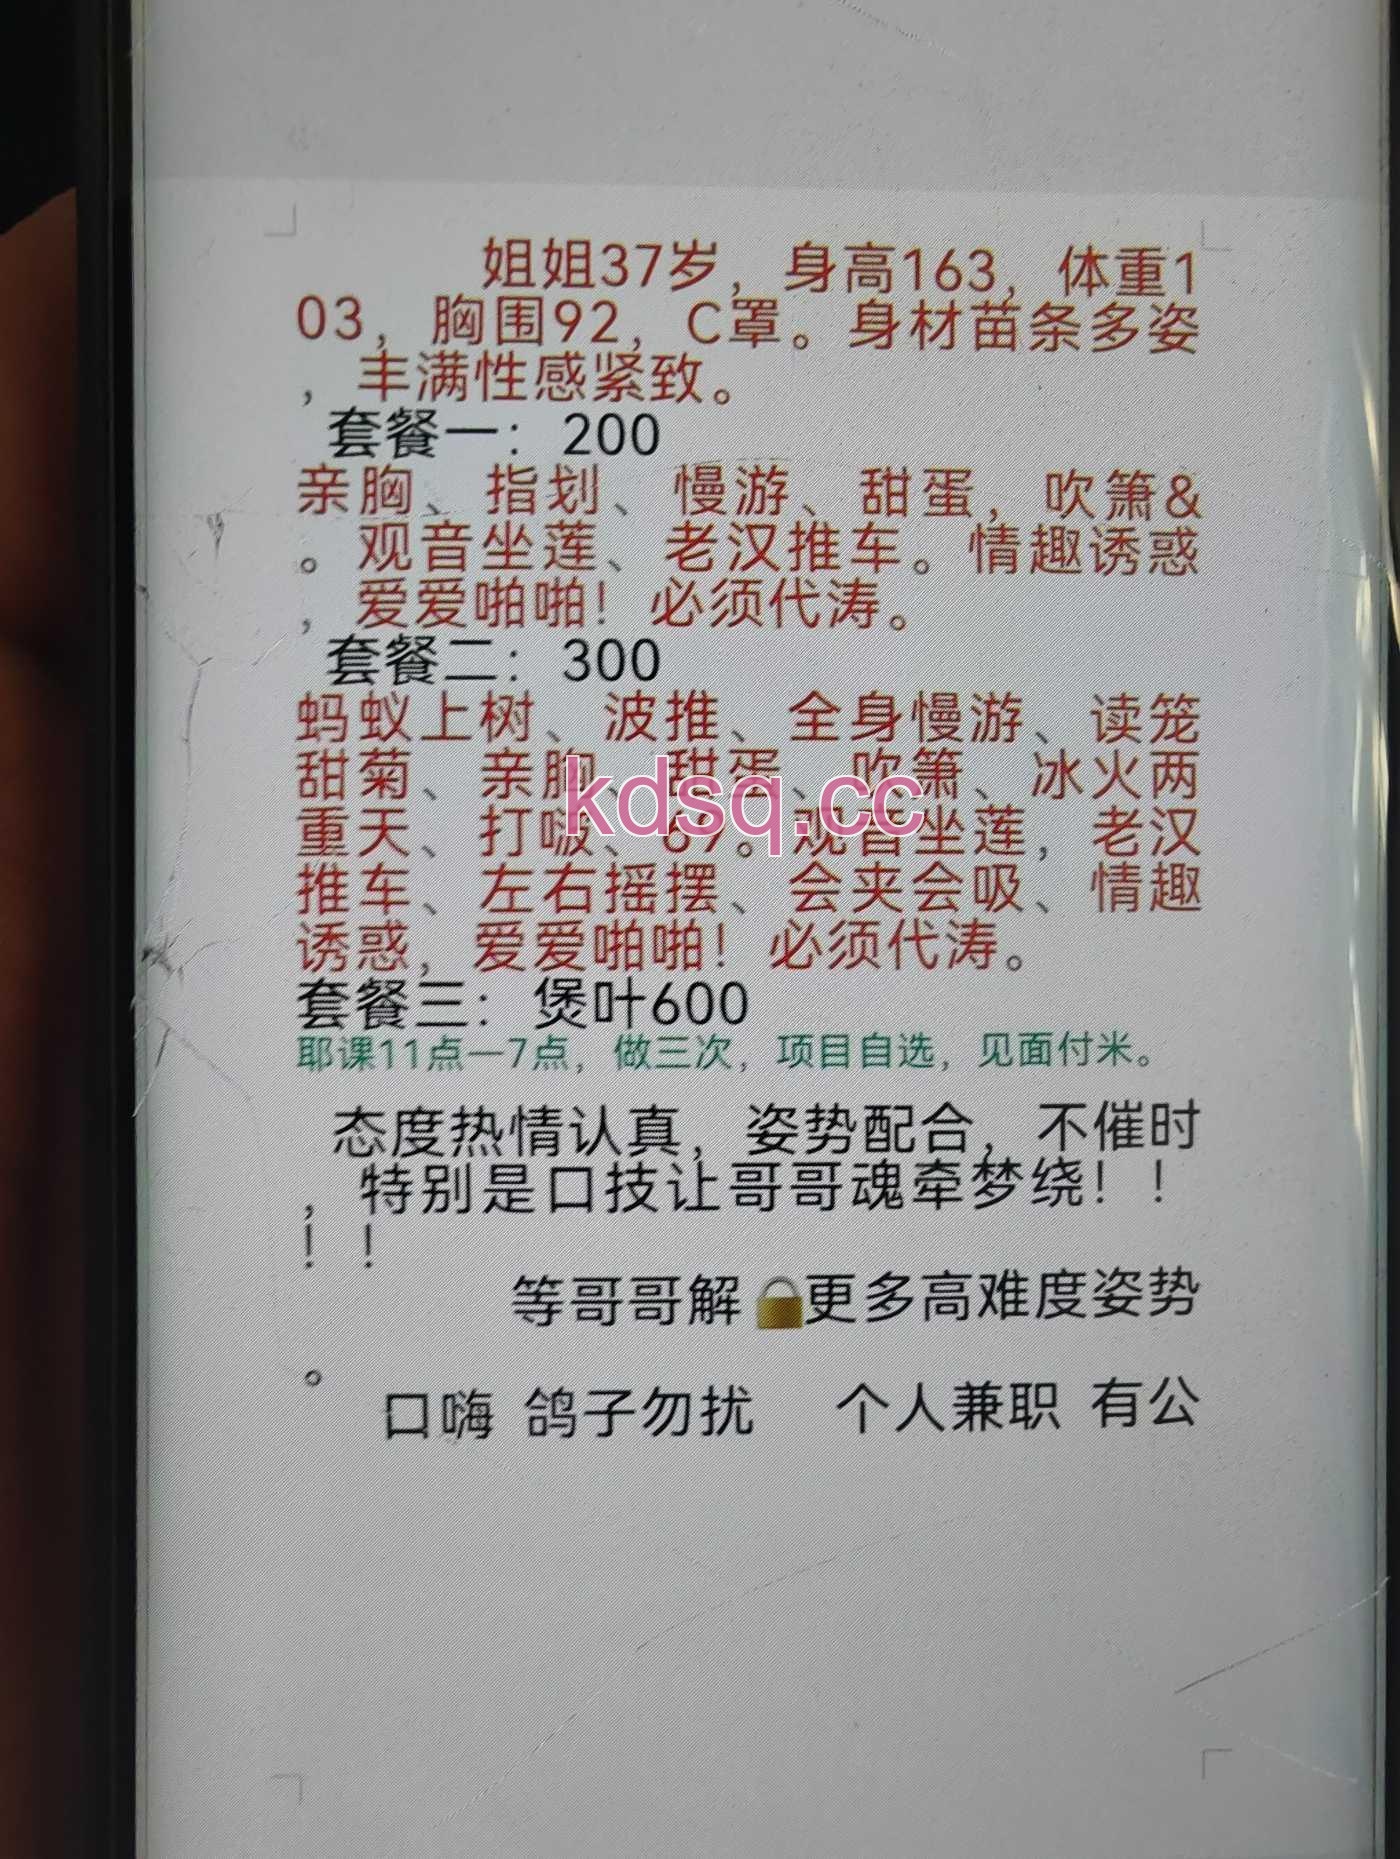 姐姐37岁，身高163，体重1
03，胸围92，C罩。身材苗条多姿
，丰满性感紧致。
套餐一：200
亲胸、指划、慢游、甜蛋，吹箫&
。观音坐莲、老汉推车。情趣诱惑
，爱爱啪啪！必须代涛。
套餐二：300
蚂蚁上树、波推、全身慢游、读笼
甜菊、亲胸、甜蛋、吹箫、冰火两
kdsq.cc
重天、打啵、69。观音坐莲，老汉
推车、左右摇摆、会夹会吸、情趣
诱惑，爱爱啪啪！必须代涛。
套餐三：煲叶600
耶课11点—7点，做三次，项目自选，见面付米。
态度热情认真，姿势配合，不催时
，特别是口技让哥哥魂牵梦绕！！
！！
等哥哥解🔒更多高难度姿势
。
口嗨 鸽子勿扰 个人兼职 有公